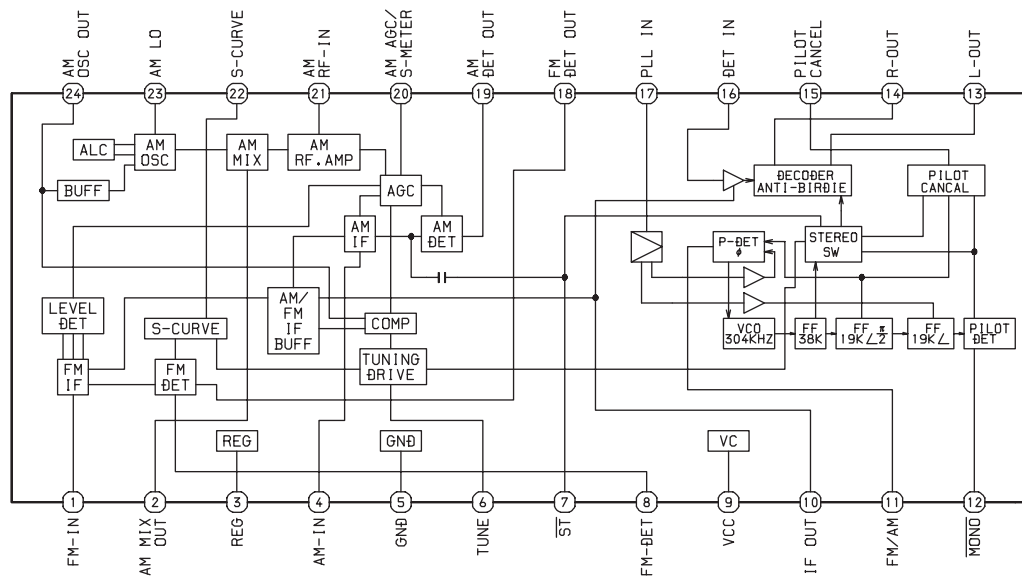 AM
OSC OUT
AM LO
S-CURVE
AM
RF-IN
AM AGC/
S-METER
AM
DET OUT
FM
DET OUT
PLL IN
DET IN
PILOT
CANCEL
R-OUT
L-OUT
24
23
22
21
20
19
18
17
16
15
14
13
ALC
AM
OSC
AM
MIX
AM
RF.AMP
BUFF
AGC
DECODER
ANTI-BIRDIE
PILOT
CANCAL
AM
IF
AM
DET
P-DET
φ
STEREO
SW
LEVEL
DET
S-CURVE
AM/
FM
IF
BUFF
COMP
VCO
304KHZ
FF
38K
FF
19K∠π/2
FF
19K∠
PILOT
DET
FM
IF
FM
DET
TUNING
DRIVE
REG
GND
VC
1
2
3
4
5
6
7
8
9
10
11
12
FM-IN
AM MIX
OUT
REG
AM-IN
GND
TUNE
S̅T̅
FM-DET
VCC
IF OUT
FM/AM
M̅O̅N̅O̅